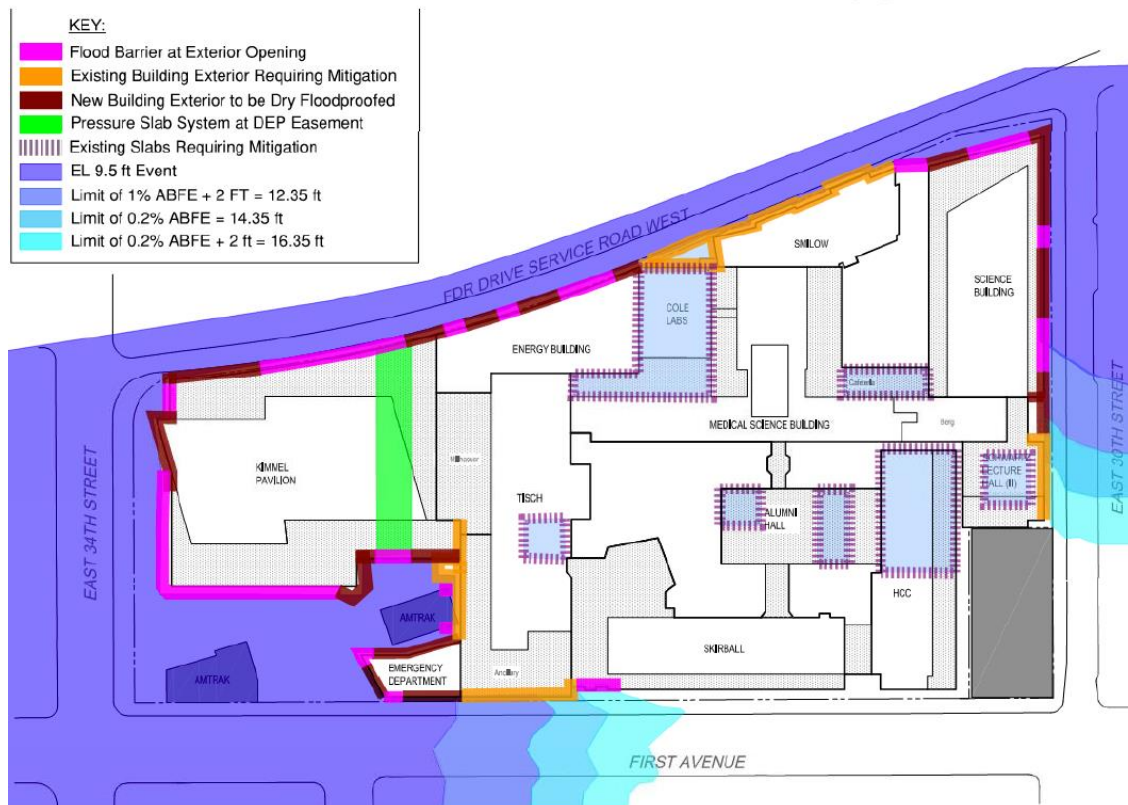 KEY:
Flood Barrier at Exterior Opening
Existing Building Exterior Requiring Mitigation
New Building Exterior to be Dry Floodproofed
Pressure Slab System at DEP Easement
Existing Slabs Requiring Mitigation
EL 9.5 ft Event
Limit of 1% ABFE + 2 FT = 12.35 ft
Limit of 0.2% ABFE = 14.35 ft
Limit of 0.2% ABFE + 2 ft = 16.35 ft
FDR DRIVE SERVICE ROAD WEST
SMILOW
SCIENCE
BUILDING
COLE
LABS
ENERGY BUILDING
MEDICAL SCIENCE BUILDING
Berg
KIMMEL
PAVILION
TISCH
LECTURE
HALL (II)
ALUMNI
HALL
HCC
AMTRAK
SKIRBALL
EMERGENCY
DEPARTMENT
Ancillary
AMTRAK
EAST 34TH STREET
EAST 30TH STREET
FIRST AVENUE